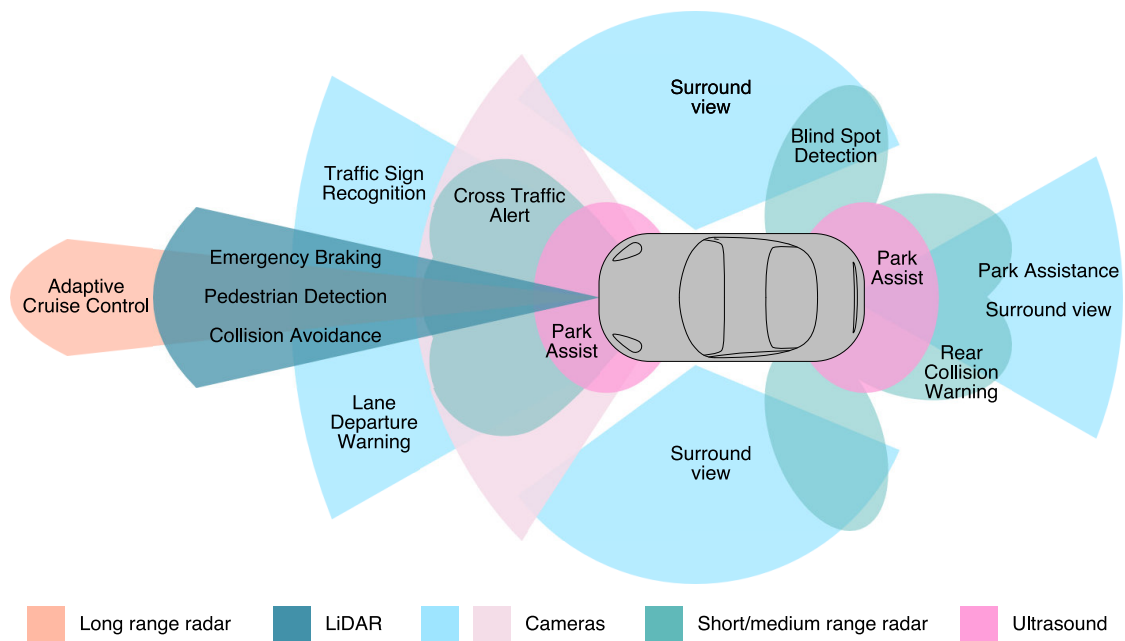 Surround
view
Blind Spot
Detection
Traffic Sign
Recognition
Cross Traffic
Alert
Emergency Braking
Park
Assist
Park Assistance
Adaptive
Cruise Control
Pedestrian Detection
Surround view
Collision Avoidance
Park
Assist
Rear
Collision
Warning
Lane
Departure
Warning
Surround
view
Long range radar
LiDAR
Cameras
Short/medium range radar
Ultrasound